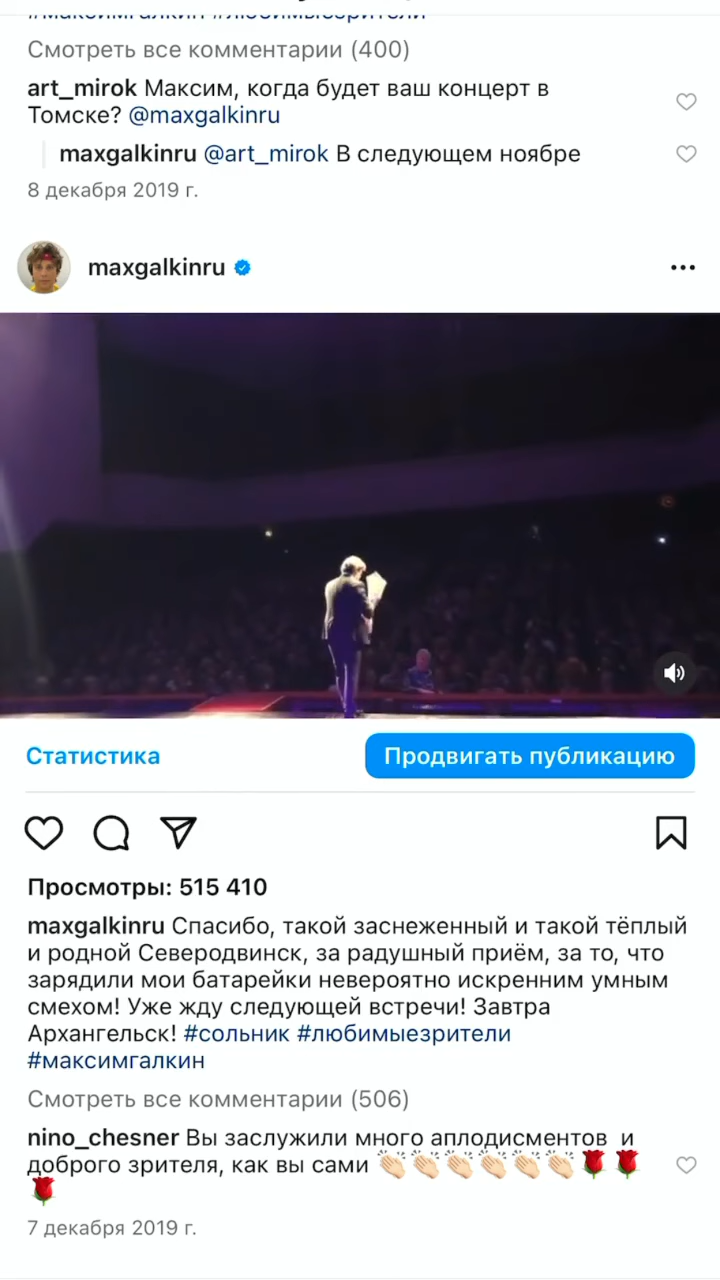 #максимгалкин #любимыезрители
Смотреть все комментарии (400)
art_mirok Максим, когда будет ваш концерт в
Томске? @maxgalkinru
maxgalkinru @art_mirok В следующем ноябре
8 декабря 2019 г.
maxgalkinru
Статистика
Продвигать публикацию
Просмотры: 515 410
maxgalkinru Спасибо, такой заснеженный и такой тёплый
и родной Северодвинск, за радушный приём, за то, что
зарядили мои батарейки невероятно искренним умным
смехом! Уже жду следующей встречи! Завтра
Архангельск! #сольник #любимыезрители
#максимгалкин
Смотреть все комментарии (506)
nino_chesner Вы заслужили много аплодисментов и
доброго зрителя, как вы сами 👏🏻👏🏻👏🏻👏🏻👏🏻👏🏻🌹🌹
🌹
7 декабря 2019 г.